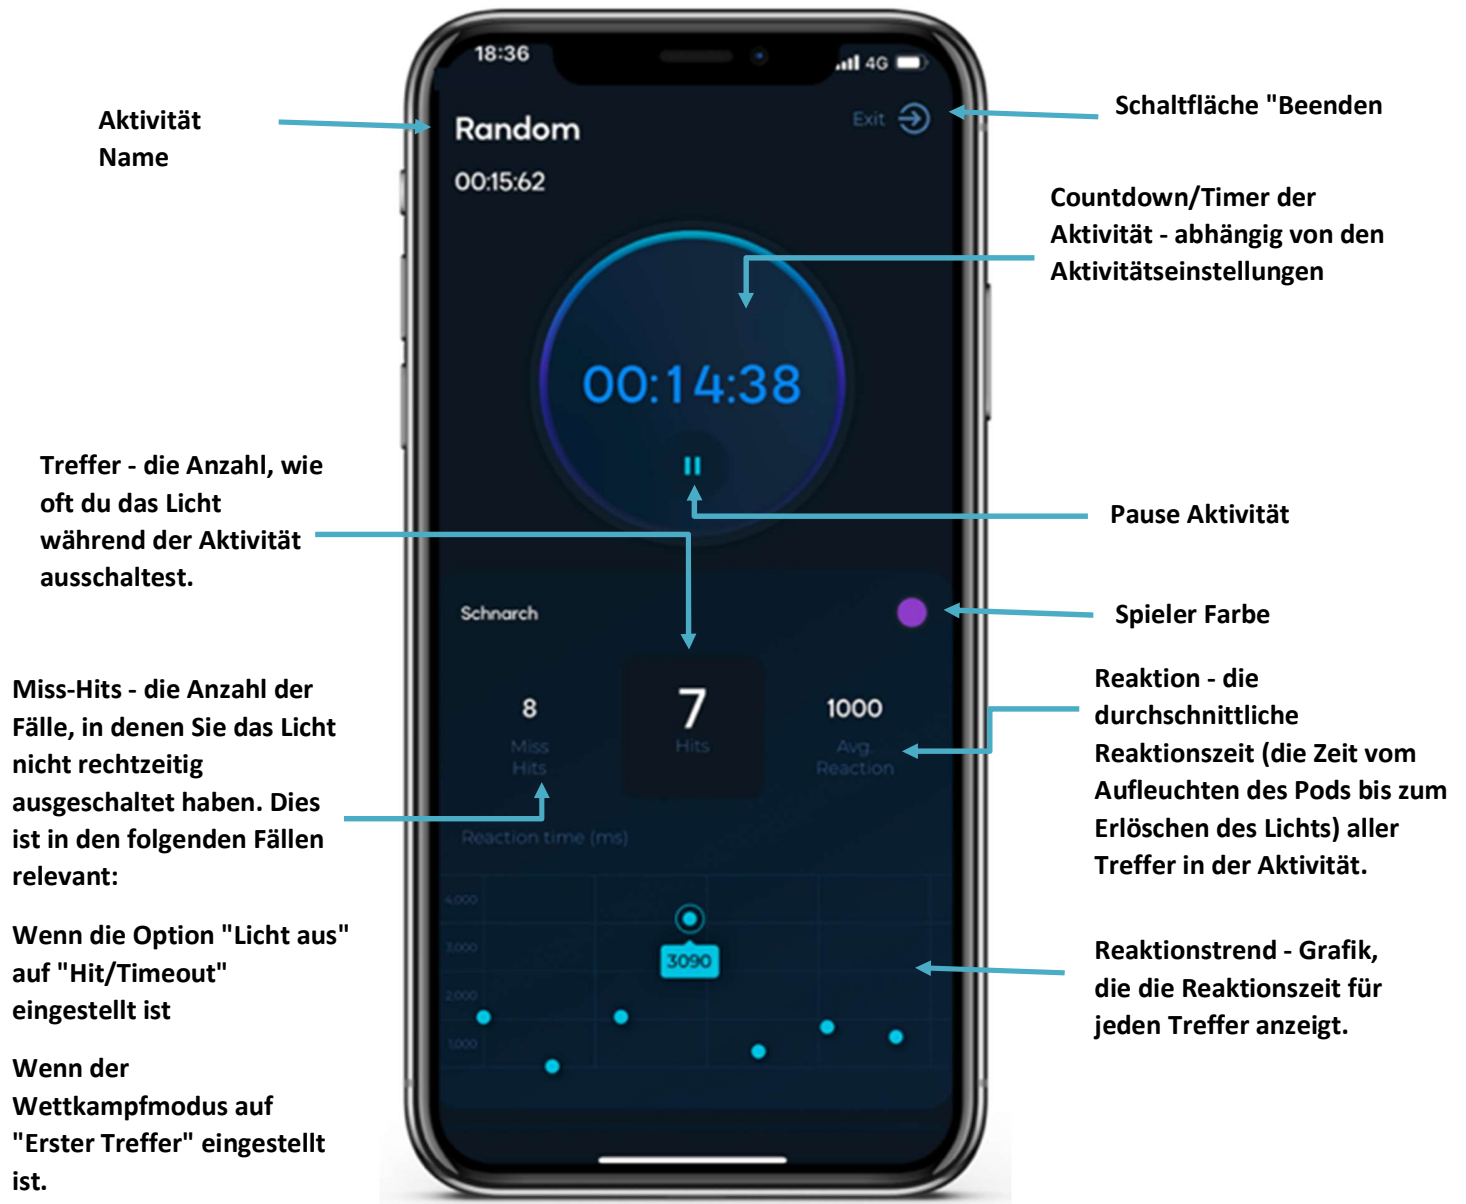 18:36
4G
Aktivität
Name
Random
Exit
Schaltfläche "Beenden
00:15:62
Countdown/Timer der
Aktivität - abhängig von den
Aktivitätseinstellungen
00:14:38
Treffer - die Anzahl, wie
oft du das Licht
während der Aktivität
ausschaltest.
Pause Aktivität
Schnarch
Spieler Farbe
Miss-Hits - die Anzahl der
Fälle, in denen Sie das Licht
nicht rechtzeitig
ausgeschaltet haben. Dies
ist in den folgenden Fällen
relevant:
Wenn die Option "Licht aus"
auf "Hit/Timeout"
eingestellt ist
Wenn der
Wettkampfmodus auf
"Erster Treffer" eingestellt
ist.
8
Miss
Hits
7
Hits
1000
Avg.
Reaction
Reaktion - die
durchschnittliche
Reaktionszeit (die Zeit vom
Aufleuchten des Pods bis zum
Erlöschen des Lichts) aller
Treffer in der Aktivität.
Reaction time (ms)
4,000
3,000
3090
2,000
1,000
Reaktionstrend - Grafik,
die die Reaktionszeit für
jeden Treffer anzeigt.